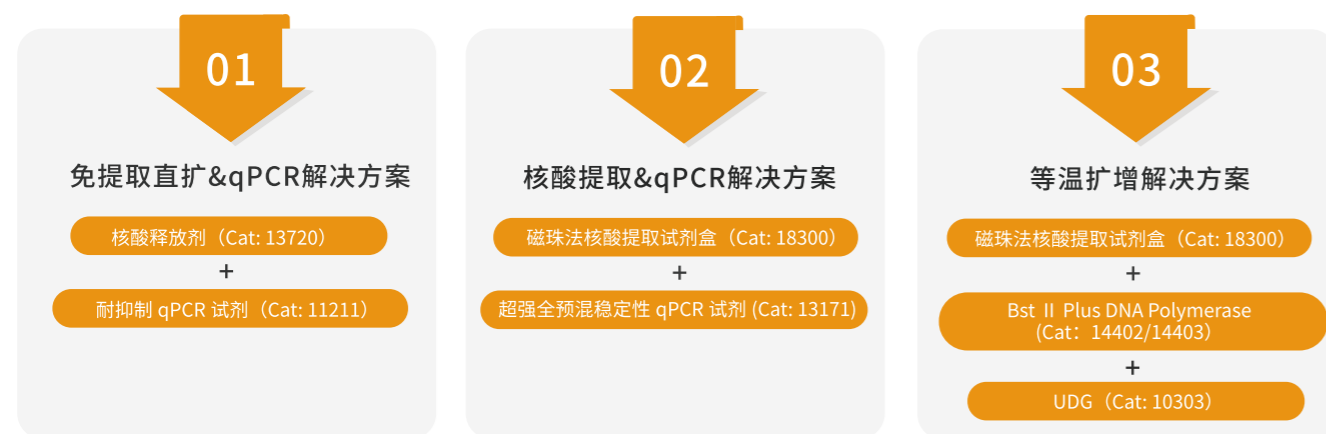 01
免提取直扩&qPCR解决方案
核酸释放剂（Cat: 13720）
+
耐抑制 qPCR 试剂（Cat: 11211）
02
核酸提取&qPCR解决方案
磁珠法核酸提取试剂盒（Cat: 18300）
+
超强全预混稳定性 qPCR 试剂 (Cat: 13171)
03
等温扩增解决方案
磁珠法核酸提取试剂盒（Cat: 18300）
+
Bst Ⅱ Plus DNA Polymerase
(Cat：14402/14403）
+
UDG（Cat: 10303）